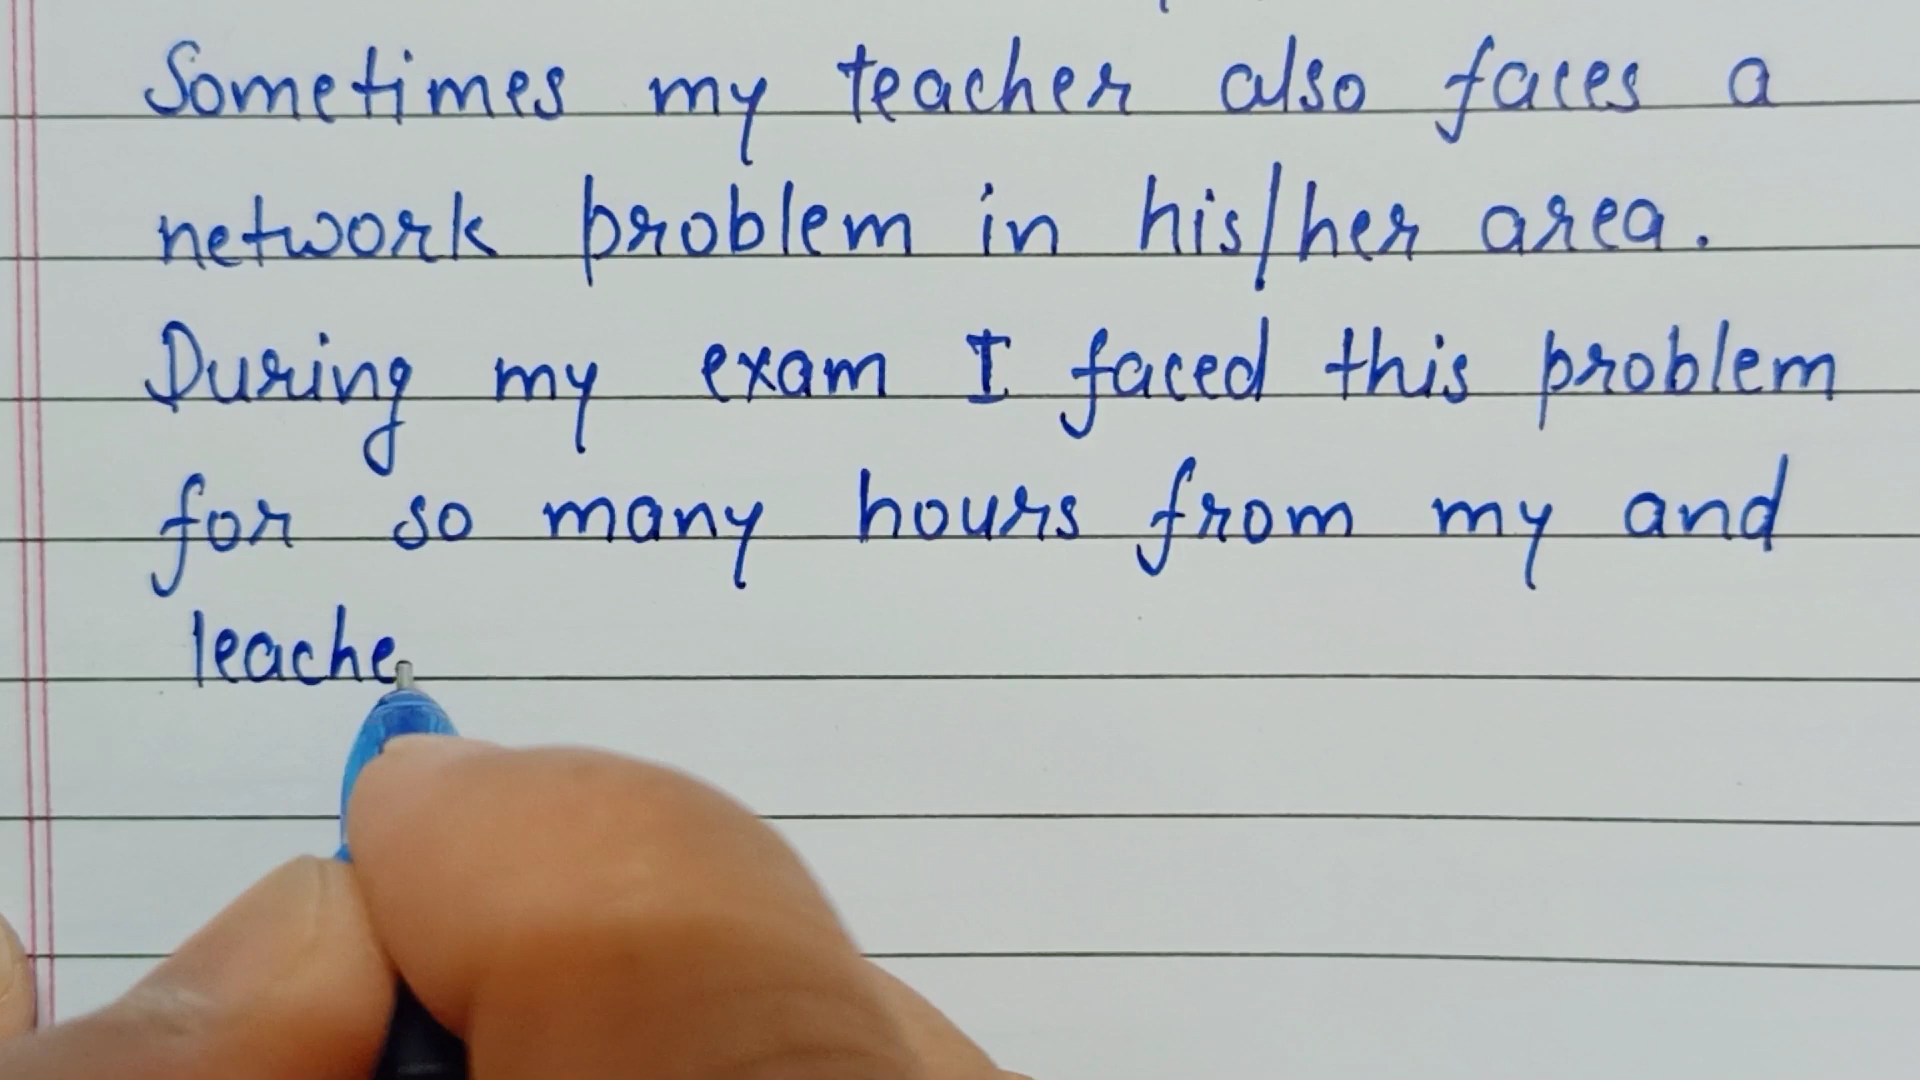 Sometimes my teacher also faces a
network problem in his/her area.
During my exam I faced this problem
for so many hours from my and
leache